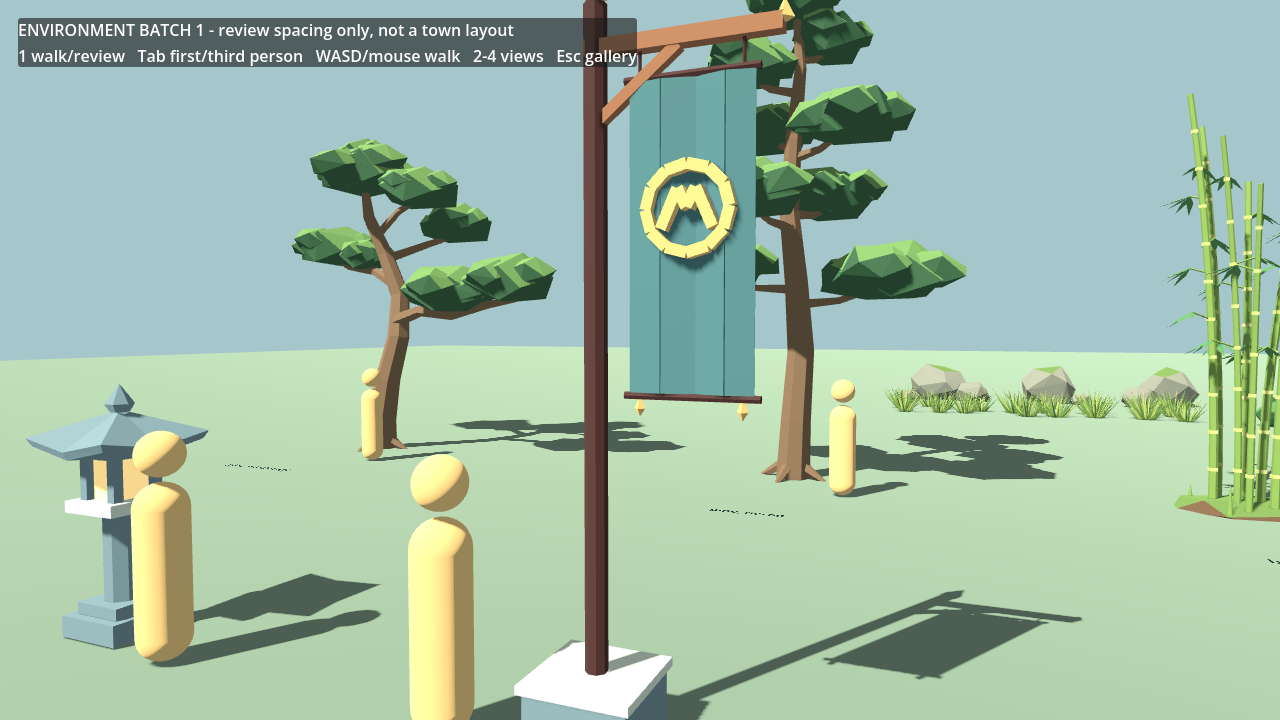 ENVIRONMENT BATCH 1 - review spacing only, not a town layout
1 walk/review   Tab first/third person   WASD/mouse walk   2-4 views   Esc gallery
M